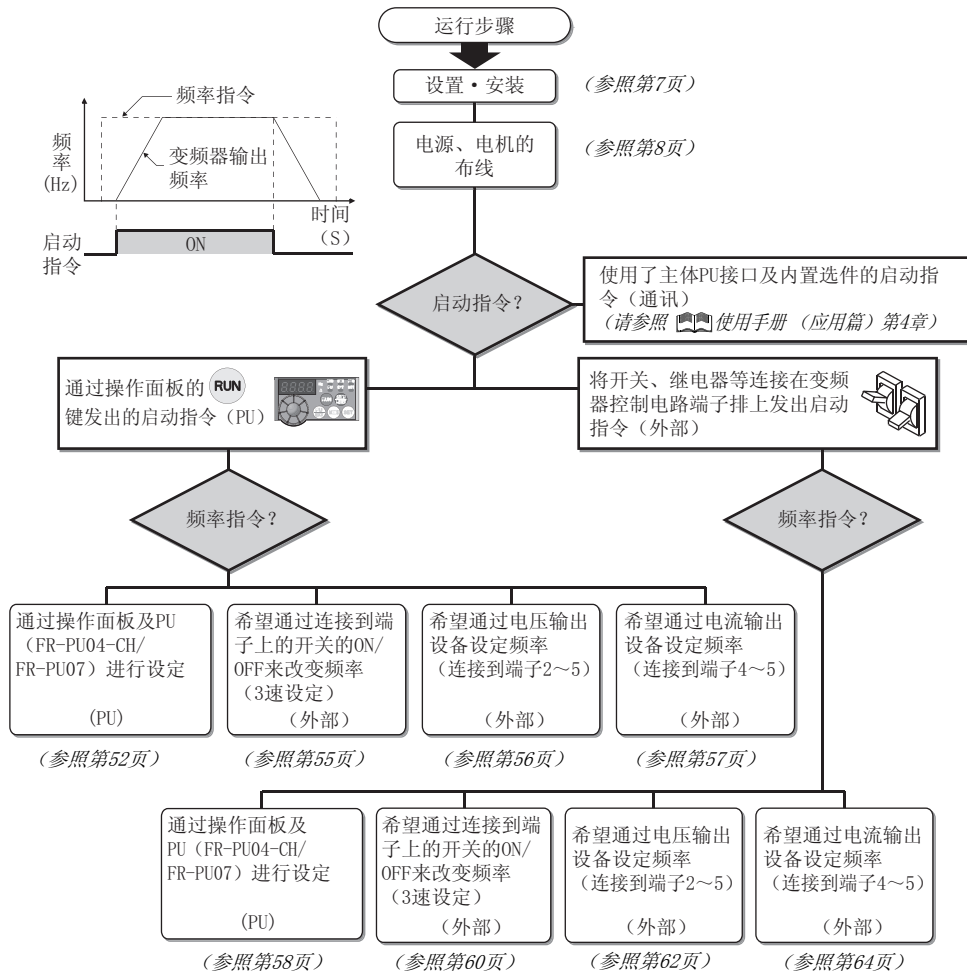 运行步骤
设置·安装
（参照第7页）
电源、电机的
布线
（参照第8页）
频率指令
频
率
(Hz)
变频器输出
频率
时间
（S）
启动
指令
ON
启动指令？
使用了主体PU接口及内置选件的启动指
令（通讯）
（请参照 使用手册 （应用篇）第4章）
通过操作面板的 RUN
键发出的启动指令（PU）
将开关、继电器等连接在变频
器控制电路端子排上发出启动
指令（外部）
频率指令？
频率指令？
通过操作面板及PU
（FR-PU04-CH/
FR-PU07）进行设定
(PU)
（参照第52页）
希望通过连接到端
子上的开关的ON/
OFF来改变频率
（3速设定）
（外部）
（参照第55页）
希望通过电压输出
设备设定频率
（连接到端子2～5）
（外部）
（参照第56页）
希望通过电流输出
设备设定频率
（连接到端子4～5）
（外部）
（参照第57页）
通过操作面板及
PU（FR-PU04-CH/
FR-PU07）进行设定
(PU)
（参照第58页）
希望通过连接到端
子上的开关的ON/
OFF来改变频率
（3速设定）
（外部）
（参照第60页）
希望通过电压输出
设备设定频率
（连接到端子2～5）
（外部）
（参照第62页）
希望通过电流输出
设备设定频率
（连接到端子4～5）
（外部）
（参照第64页）